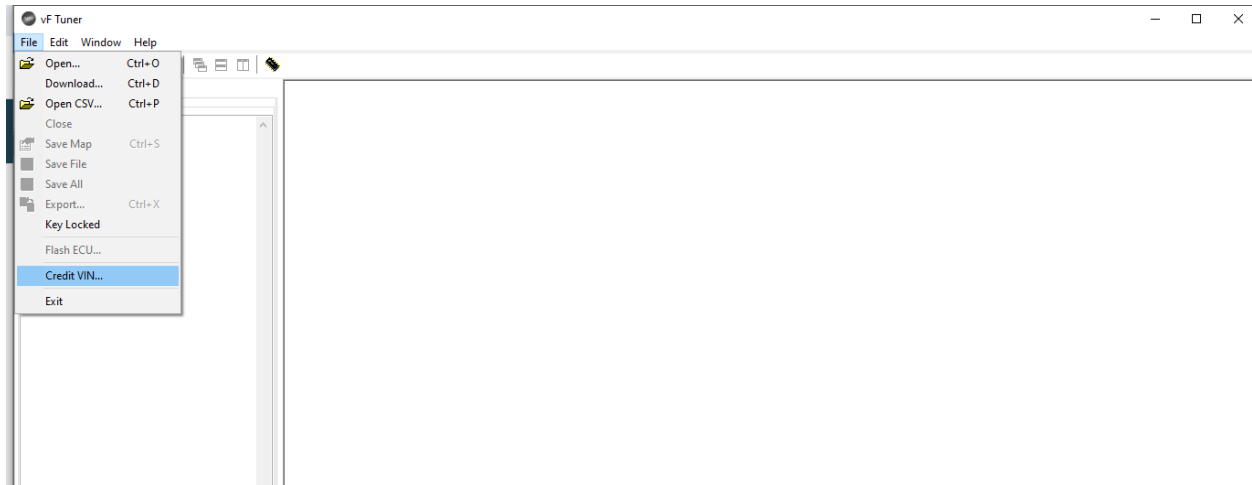 vF Tuner
File Edit Window Help
Open... Ctrl+O
Download... Ctrl+D
Open CSV... Ctrl+P
Close
Save Map Ctrl+S
Save File
Save All
Export... Ctrl+X
Key Locked
Flash ECU...
Credit VIN...
Exit